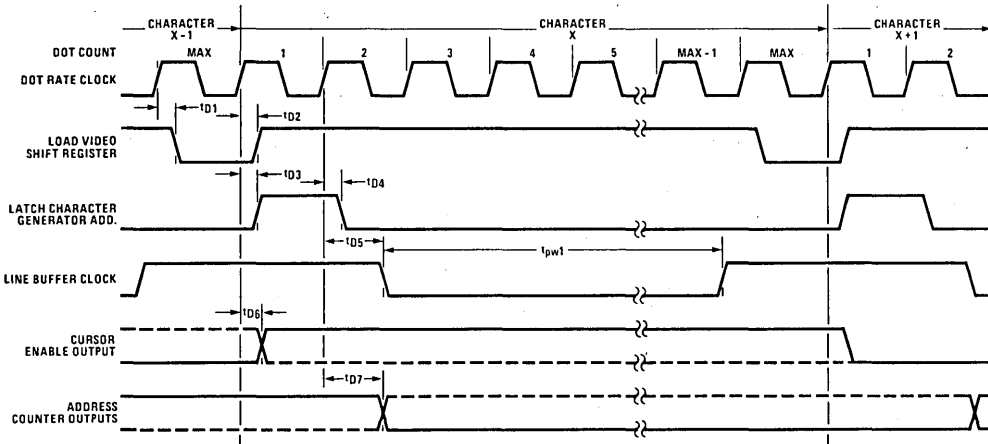 CHARACTER X-1
CHARACTER X
CHARACTER X+1
DOT COUNT
MAX 1 2 3 4 5 MAX-1 MAX 1 2
DOT RATE CLOCK
tD1 tD2
LOAD VIDEO
SHIFT REGISTER
tD3 tD4
LATCH CHARACTER
GENERATOR ADD.
tD5 tpw1
LINE BUFFER CLOCK
tD6
CURSOR
ENABLE OUTPUT
tD7
ADDRESS
COUNTER OUTPUTS